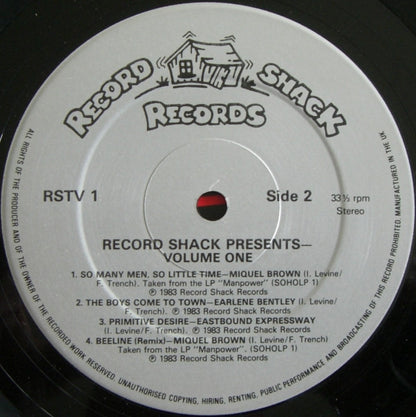 RECORD SHACK
RECORDS
RSTV 1
Side 2
33⅓ rpm
Stereo
RECORD SHACK PRESENTS—
VOLUME ONE
1. SO MANY MEN, SO LITTLE TIME—MIQUEL BROWN (I. Levine/
F. Trench). Taken from the LP "Manpower" (SOHOLP 1)
℗ 1983 Record Shack Records
2. THE BOYS COME TO TOWN—EARLENE BENTLEY (I. Levine/
F. Trench). ℗ 1983 Record Shack Records
3. PRIMITIVE DESIRE—EASTBOUND EXPRESSWAY
(I. Levine/F. Trench). ℗ 1983 Record Shack Records
4. BEELINE (Remix)—MIQUEL BROWN (I. Levine/F. Trench)
Taken from the LP "Manpower". (SOHOLP 1)
℗ 1983 Record Shack Records
ALL RIGHTS OF THE PRODUCER AND OF THE OWNER OF THE RECORDED WORK RESERVED. UNAUTHORISED COPYING, HIRING, RENTING, PUBLIC PERFORMANCE AND BROADCASTING OF THIS RECORD PROHIBITED. MANUFACTURED IN THE U.K.